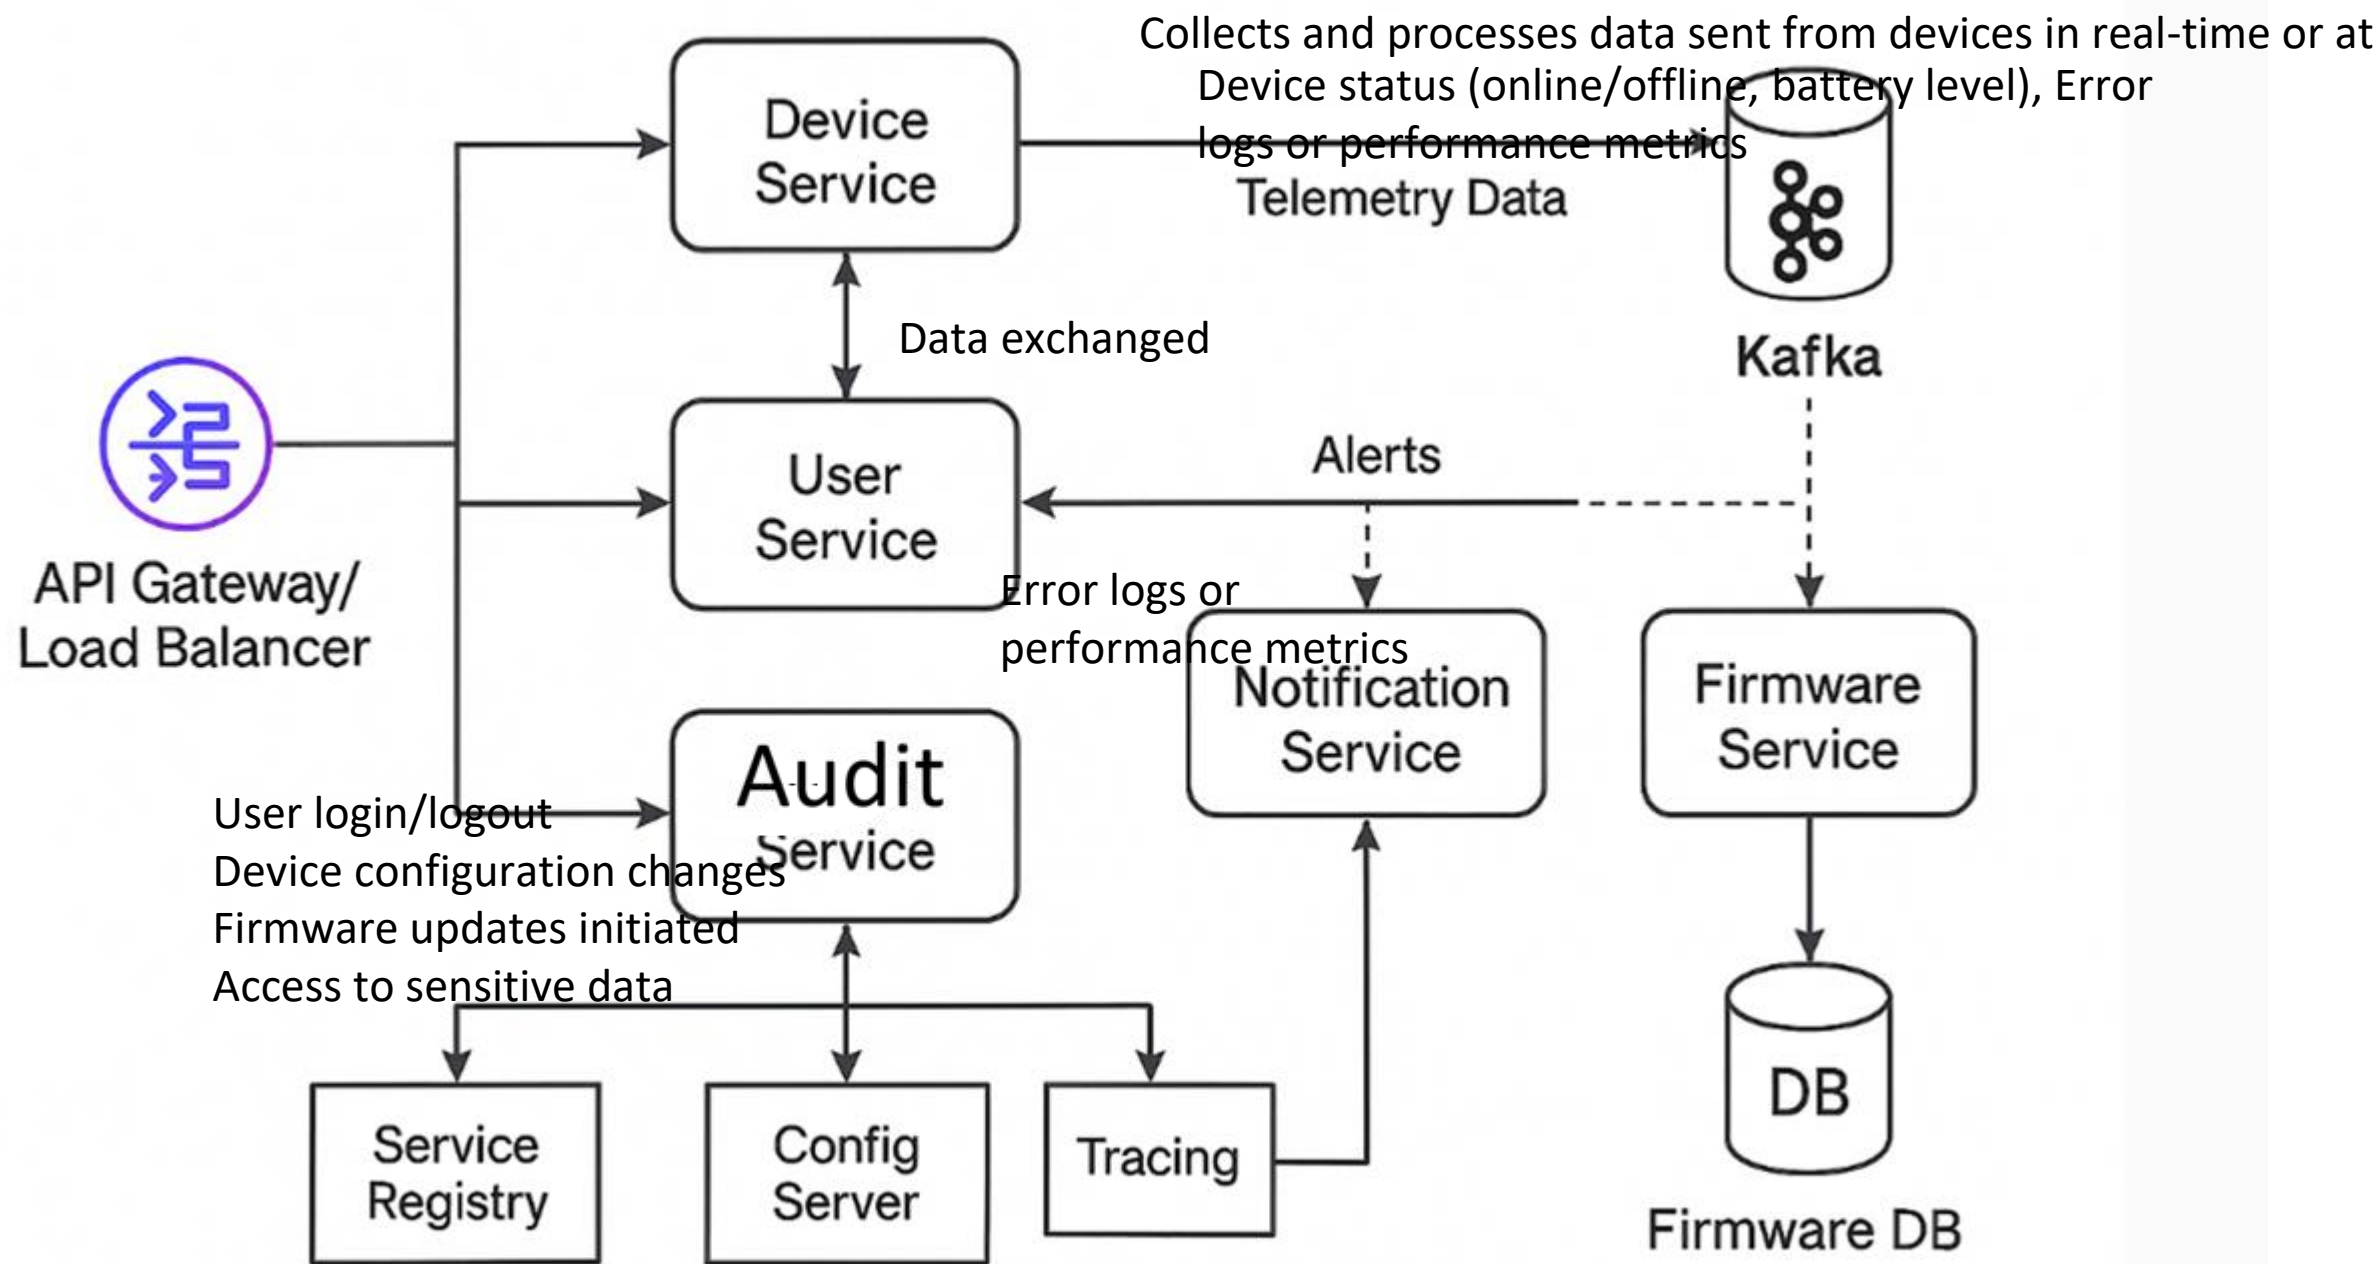 Collects and processes data sent from devices in real-time or at
Device status (online/offline, battery level), Error
logs or performance metrics
Device
Service
Telemetry Data
Data exchanged
Kafka
API Gateway/
Load Balancer
User
Service
Alerts
Error logs or
performance metrics
Notification
Service
Firmware
Service
Audit
Service
User login/logout
Device configuration changes
Firmware updates initiated
Access to sensitive data
Service
Registry
Config
Server
Tracing
DB
Firmware DB